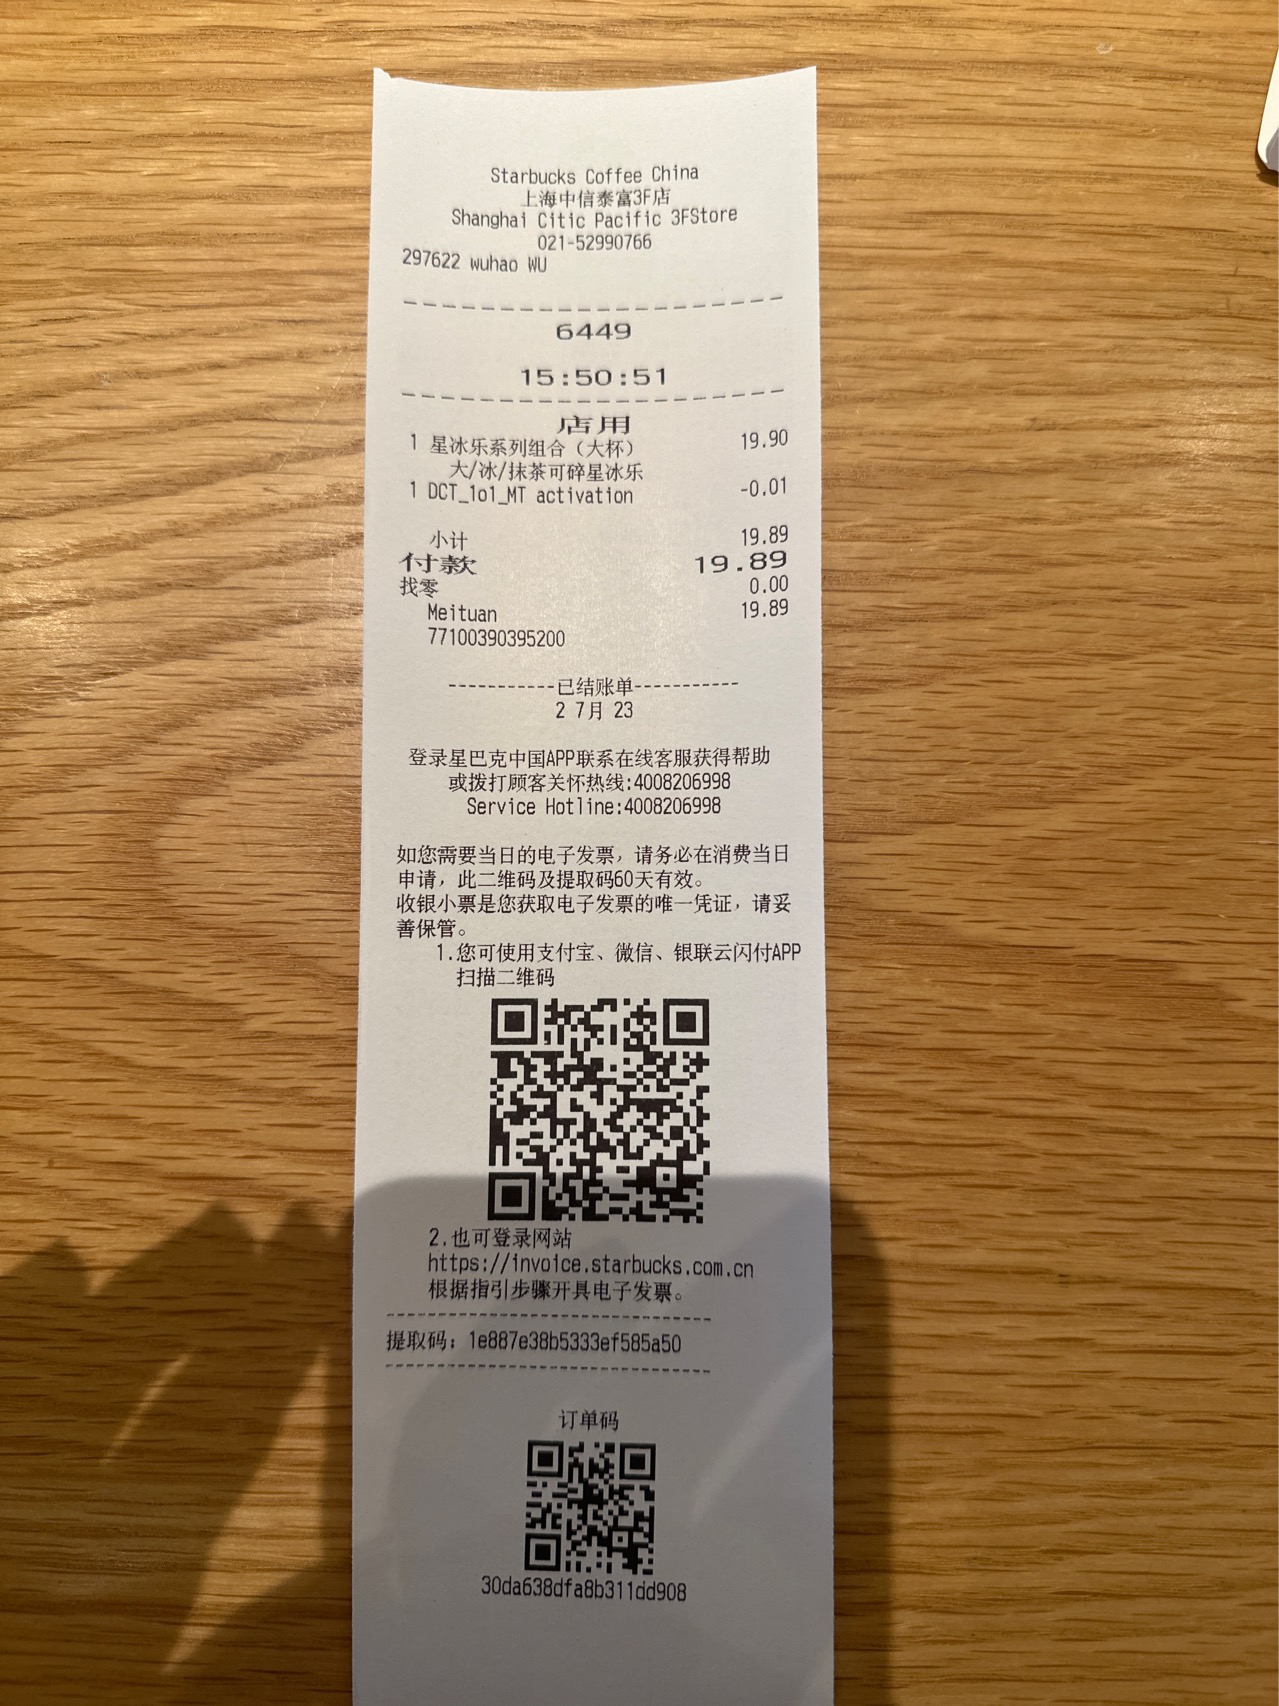 Starbucks Coffee China
上海中信泰富3F店
Shanghai Citic Pacific 3FStore
021-52990766
297622 wuhao WU
6449
15:50:51
店用
1 星冰乐系列组合（大杯） 19.90
大/冰/抹茶可碎星冰乐
1 DCT_1o1_MT activation -0.01
小计 19.89
付款 19.89
找零 0.00
Meituan 19.89
77100390395200
-----------已结账单-----------
2 7月 23
登录星巴克中国APP联系在线客服获得帮助
或拨打顾客关怀热线:4008206998
Service Hotline:4008206998
如您需要当日的电子发票，请务必在消费当日
申请，此二维码及提取码60天有效。
收银小票是您获取电子发票的唯一凭证，请妥
善保管。
1.您可使用支付宝、微信、银联云闪付APP
扫描二维码
2.也可登录网站
https://invoice.starbucks.com.cn
根据指引步骤开具电子发票。
提取码：1e887e38b5333ef585a50
订单码
30da638dfa8b311dd908